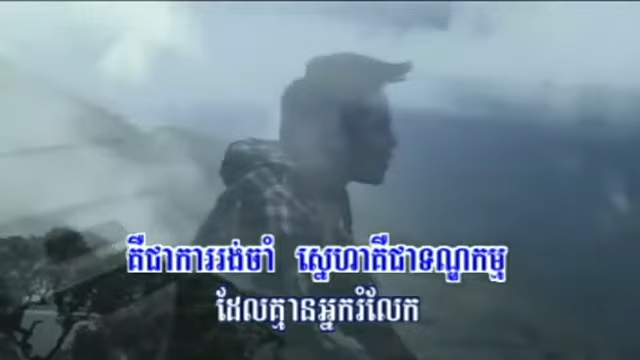 គឺជាការរង់ចាំ ស្នេហាគឺជាទណ្ឌកម្ម
ដែលគ្មានអ្នករំលែក